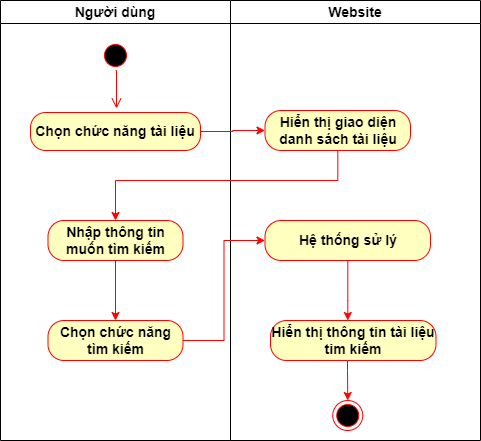 Người dùng
Website
Chọn chức năng tài liệu
Hiển thị giao diện
danh sách tài liệu
Nhập thông tin
muốn tìm kiếm
Hệ thống sử lý
Chọn chức năng
tìm kiếm
Hiển thị thông tin tài liệu
tìm kiếm